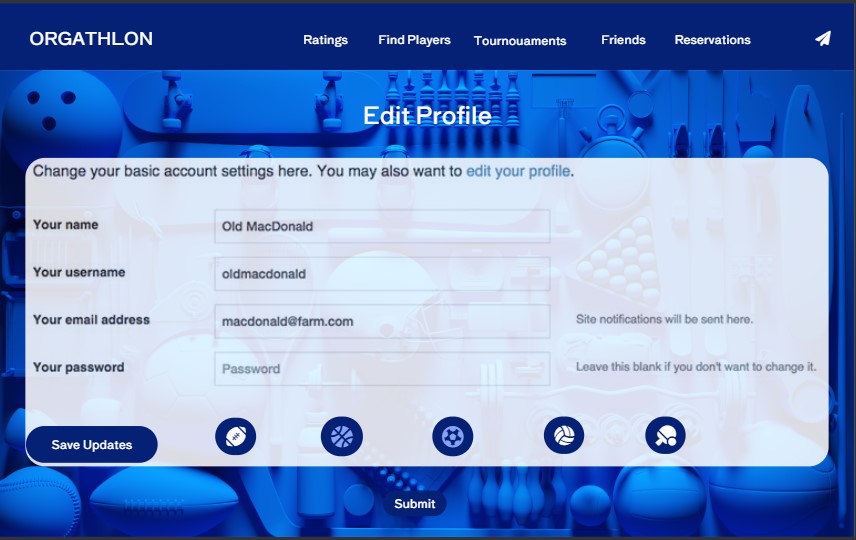 ORGATHLON
Ratings
Find Players
Tournouaments
Friends
Reservations
Edit Profile
Change your basic account settings here. You may also want to edit your profile.
Your name
Old MacDonald
Your username
oldmacdonald
Your email address
macdonald@farm.com
Site notifications will be sent here.
Your password
Password
Leave this blank if you don't want to change it.
Save Updates
Submit